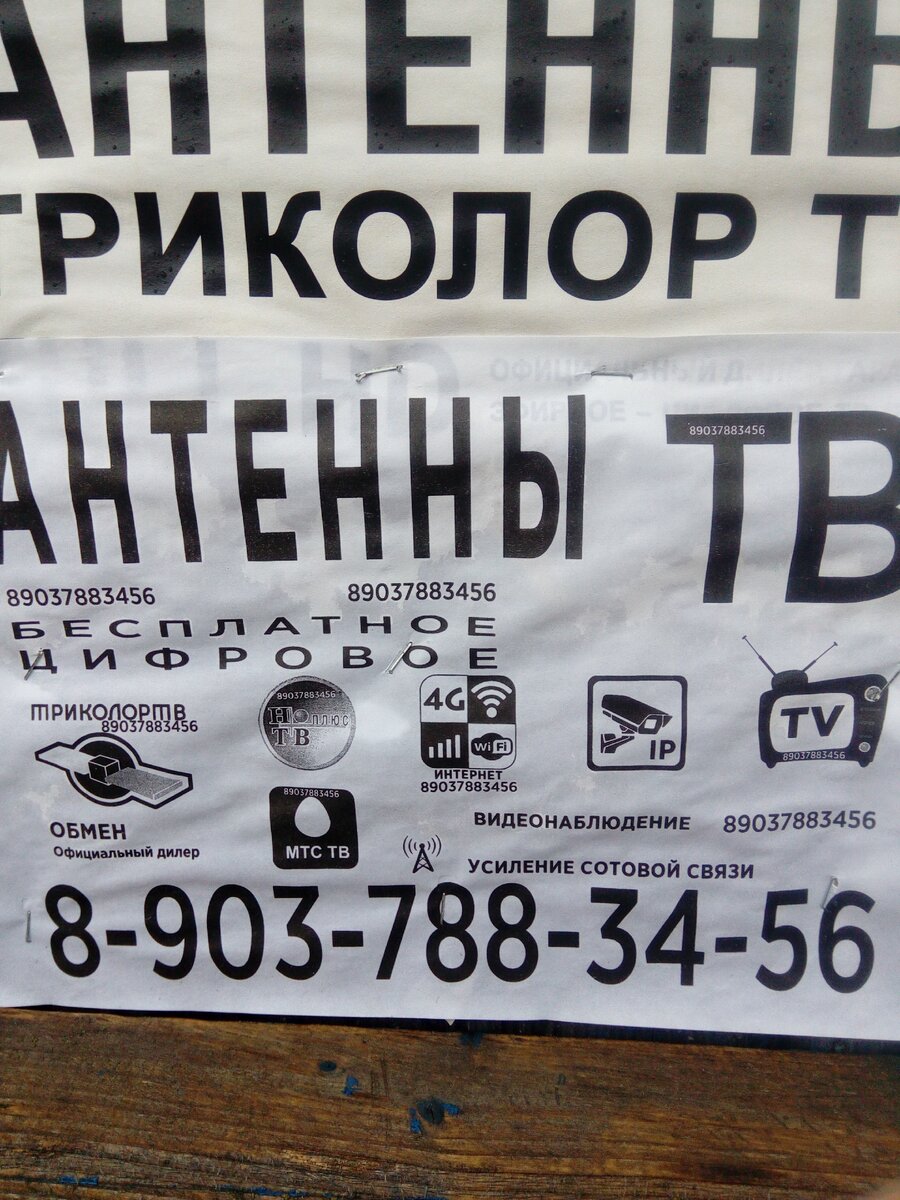 АНТЕННЫ
ТРИКОЛОР Т
АНТЕННЫ ТВ
89037883456
89037883456 89037883456
БЕСПЛАТНОЕ
ЦИФРОВОЕ
ТРИКОЛОРТВ
89037883456
89037883456
НТВ ПЛЮС
4G
WiFi
ИНТЕРНЕТ
89037883456
IP
TV
89037883456
ОБМЕН
Официальный дилер
89037883456
МТС ТВ
ВИДЕОНАБЛЮДЕНИЕ 89037883456
УСИЛЕНИЕ СОТОВОЙ СВЯЗИ
8-903-788-34-56